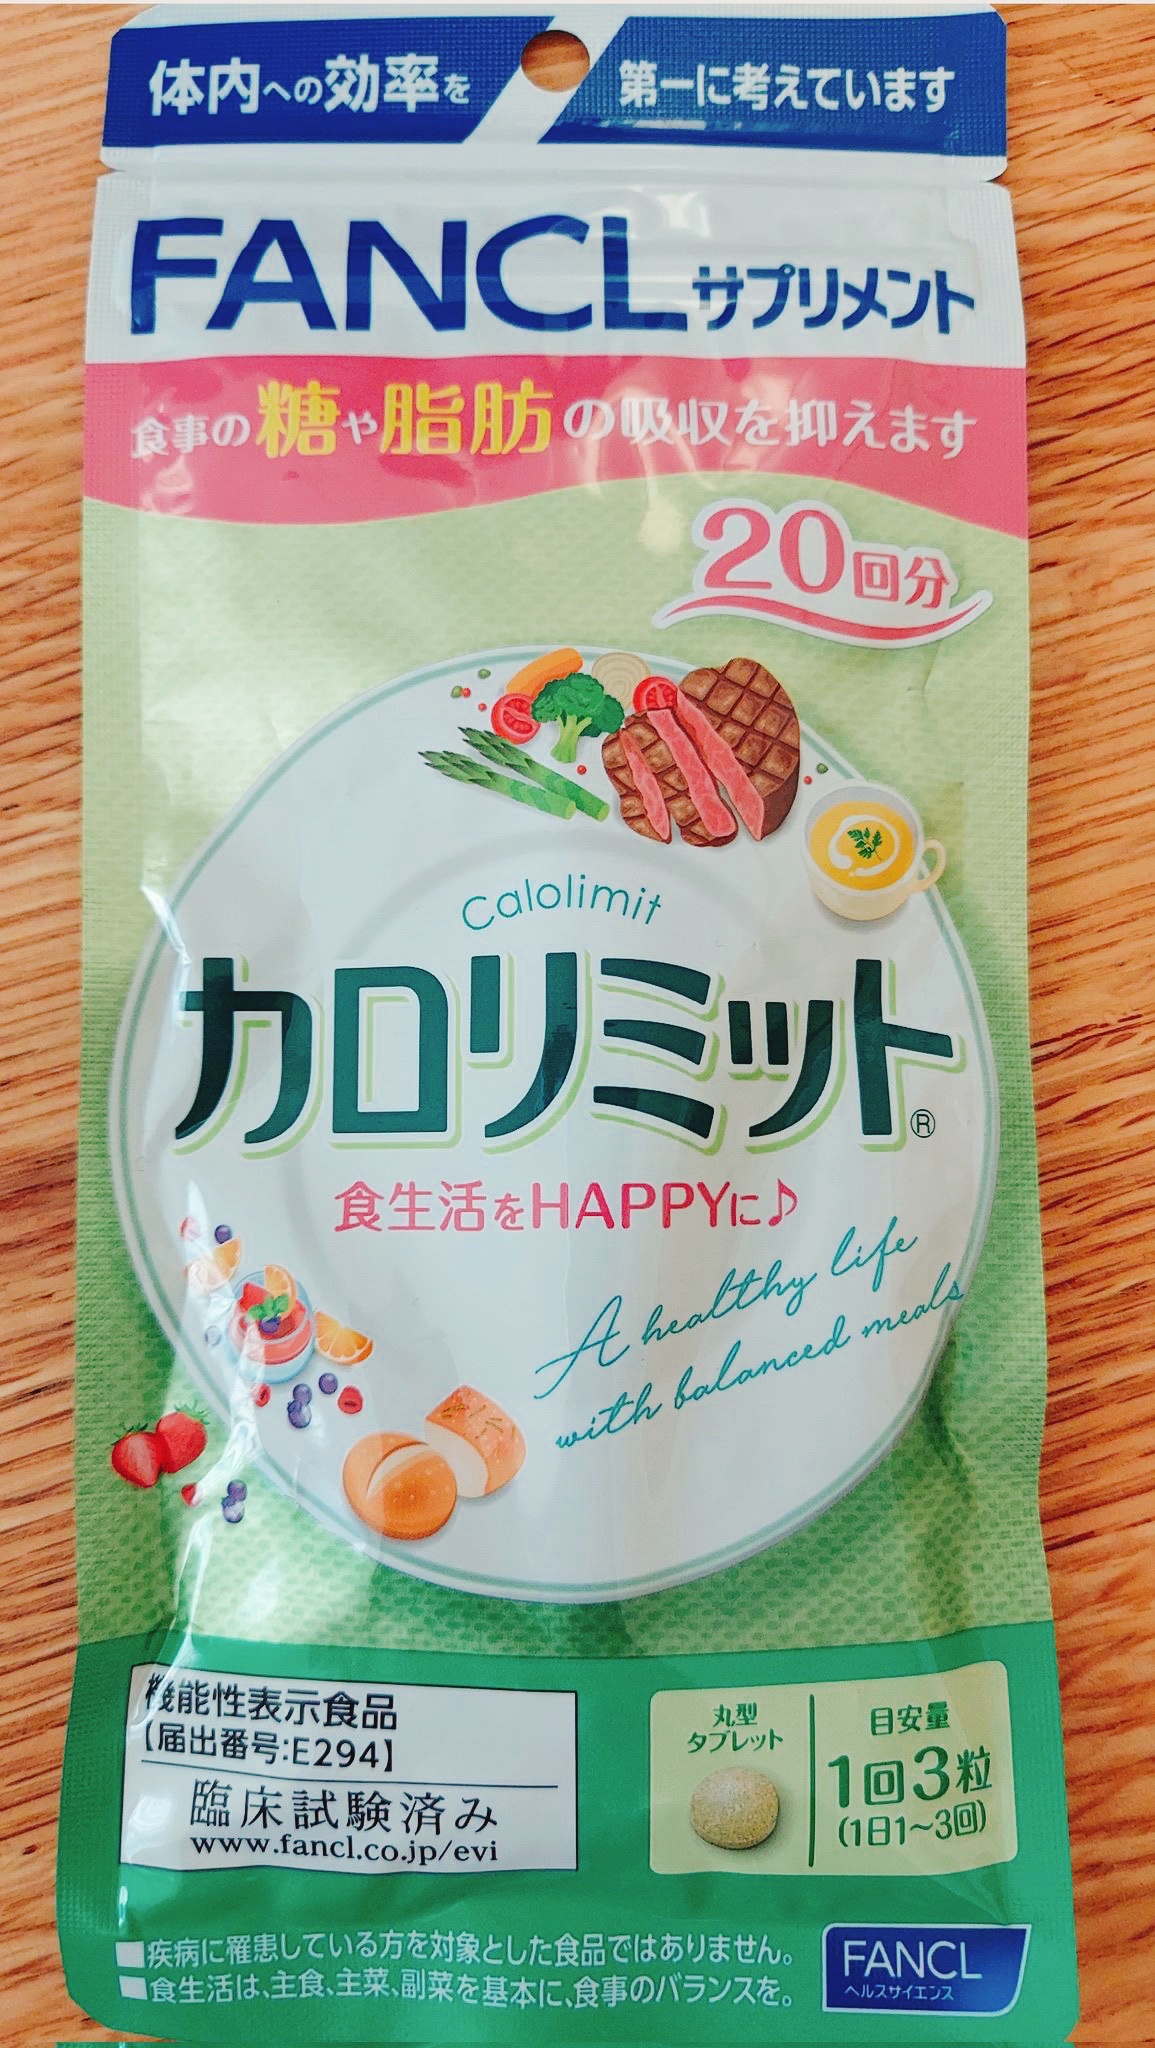 体内への効率を 第一に考えています
FANCL サプリメント
食事の糖や脂肪の吸収を抑えます
20回分
Calolimit
カロリミット®
食生活をHAPPYに♪
A healthy life
with balanced meals
機能性表示食品
【届出番号:E294】
臨床試験済み
www.fancl.co.jp/evi
丸型
タブレット
目安量
1回3粒
(1日1~3回)
■疾病に罹患している方を対象とした食品ではありません。
■食生活は、主食、主菜、副菜を基本に、食事のバランスを。
FANCL
ヘルスサイエンス